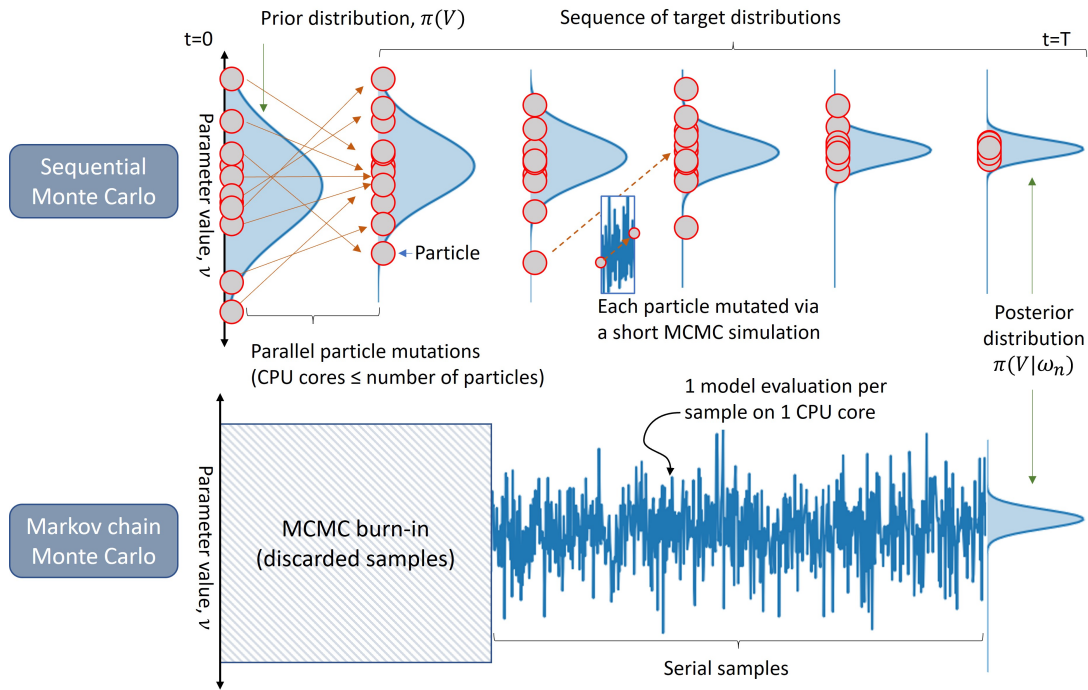 Prior distribution, π(V)
Sequence of target distributions
t=0
t=T
Parameter value, ν
Sequential
Monte Carlo
Particle
Each particle mutated via
a short MCMC simulation
Parallel particle mutations
(CPU cores ≤ number of particles)
Posterior
distribution
π(V|ω_n)
1 model evaluation per
sample on 1 CPU core
Parameter value, ν
Markov chain
Monte Carlo
MCMC burn-in
(discarded samples)
Serial samples